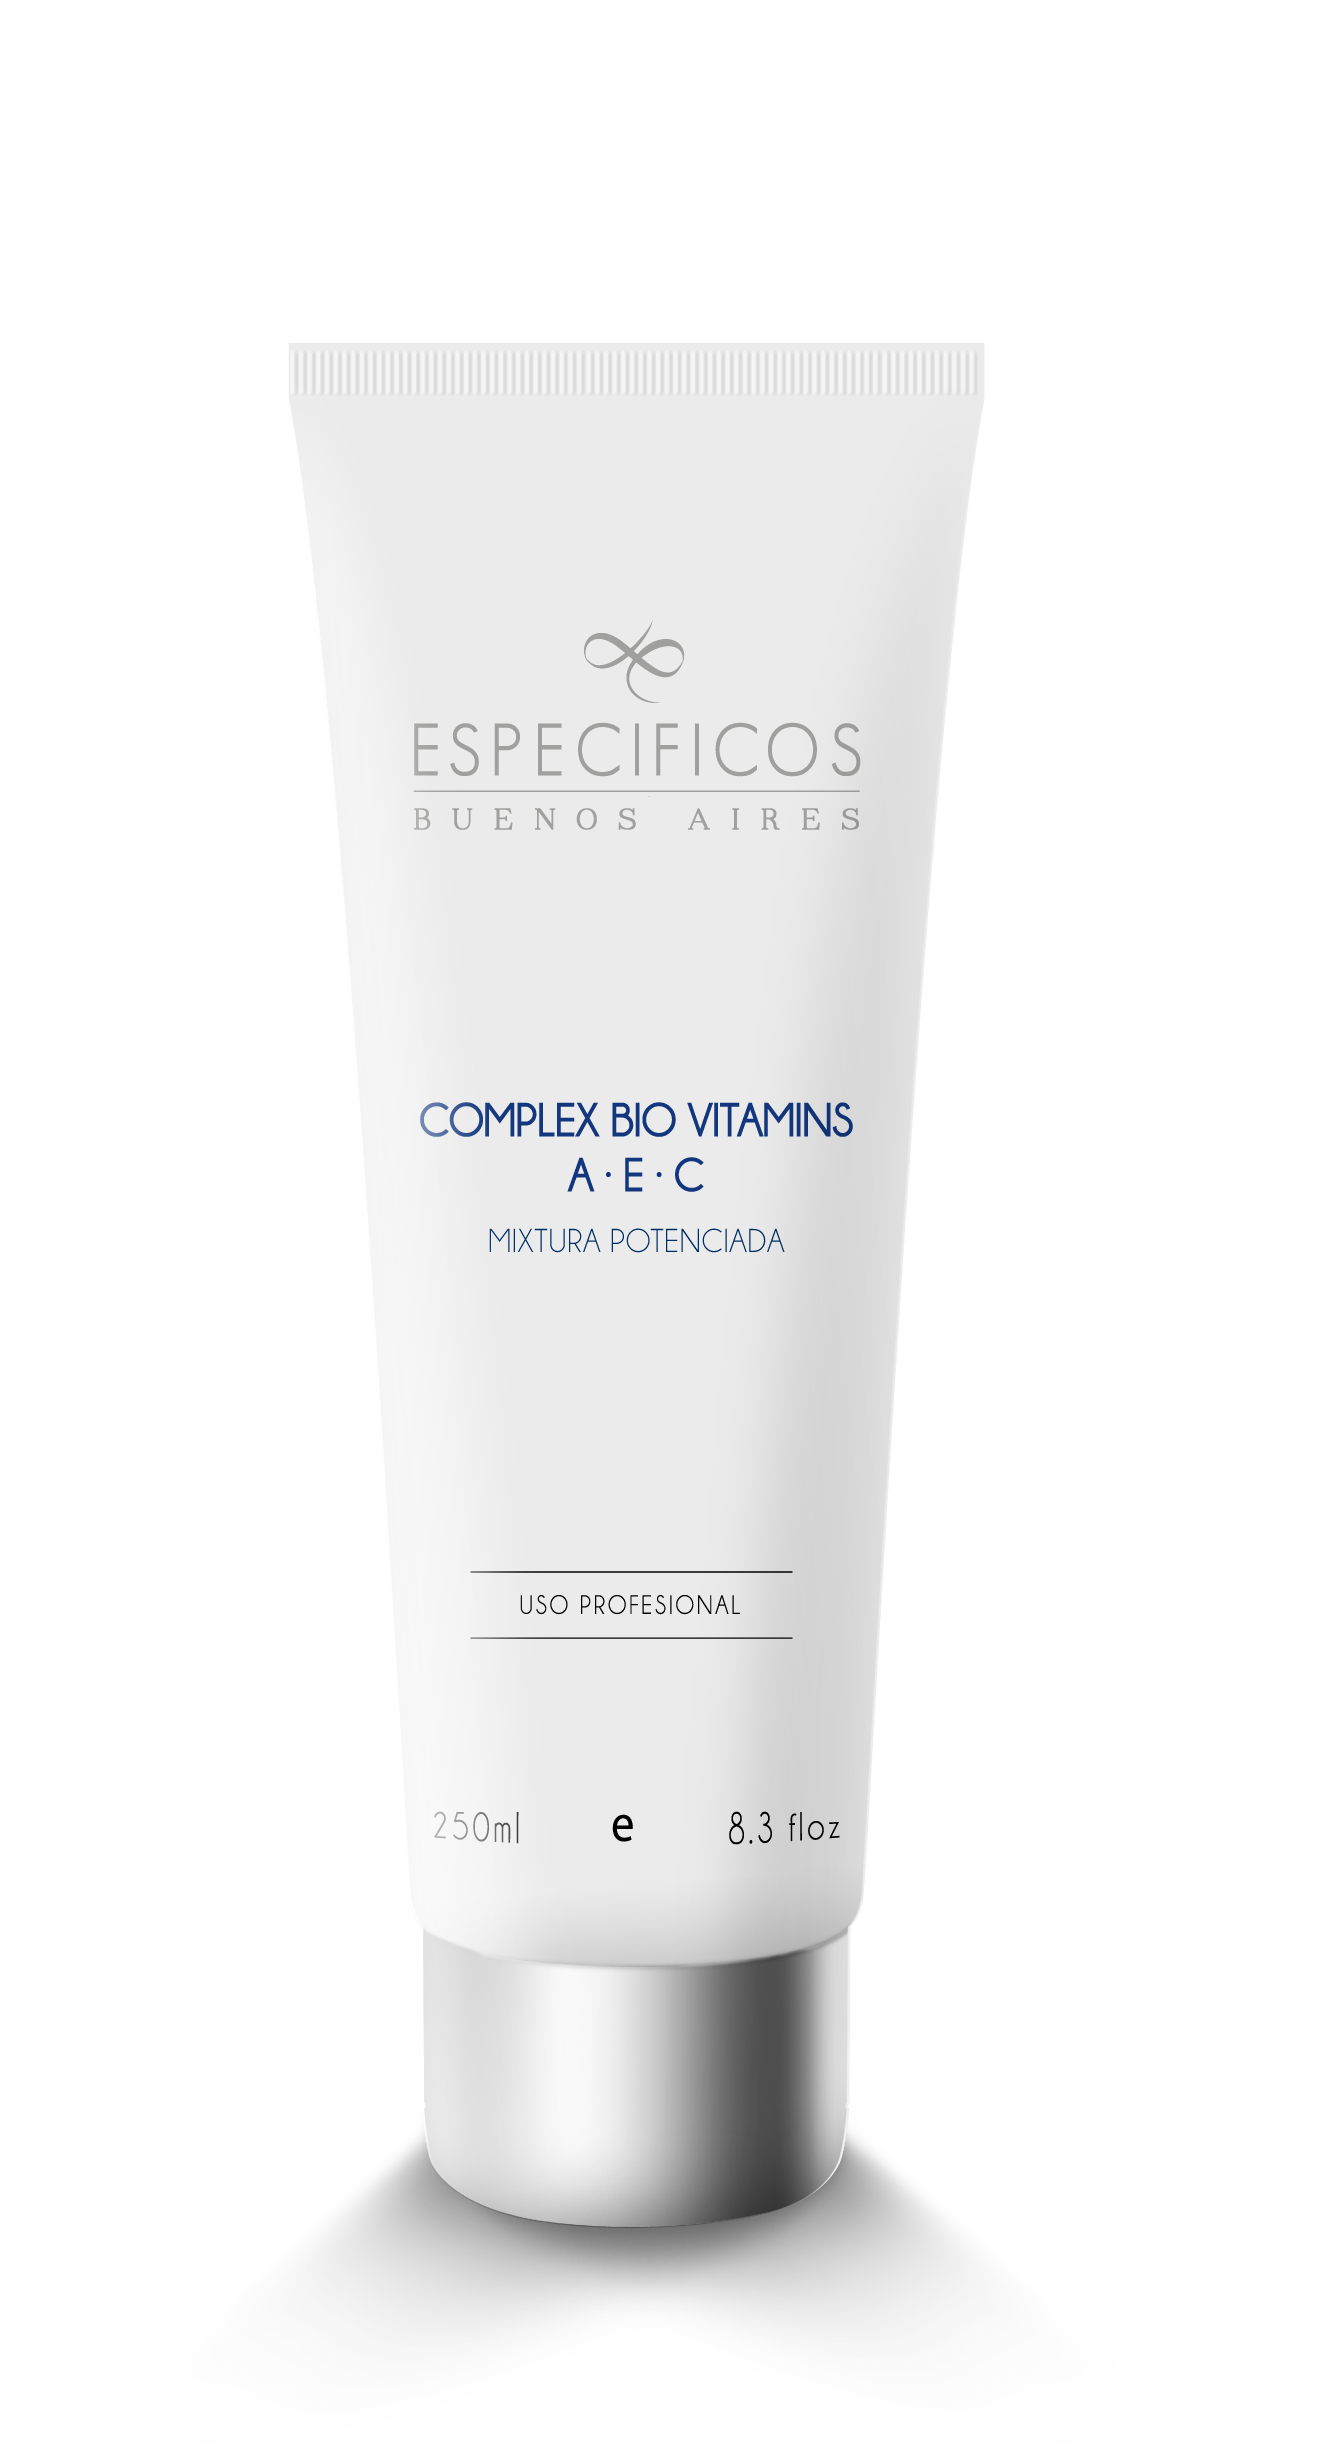 ESPECIFICOS
BUENOS AIRES
COMPLEX BIO VITAMINS
A·E·C
MIXTURA POTENCIADA
USO PROFESIONAL
250ml e 8.3 floz